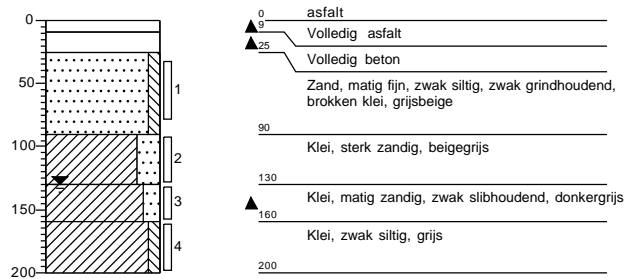 0
50
100
150
200
1
2
3
4
0 asfalt
9 Volledig asfalt
25 Volledig beton
Zand, matig fijn, zwak siltig, zwak grindhoudend,
brokken klei, grijsbeige
90
Klei, sterk zandig, beigegrijs
130
Klei, matig zandig, zwak slibhoudend, donkergrijs
160
Klei, zwak siltig, grijs
200